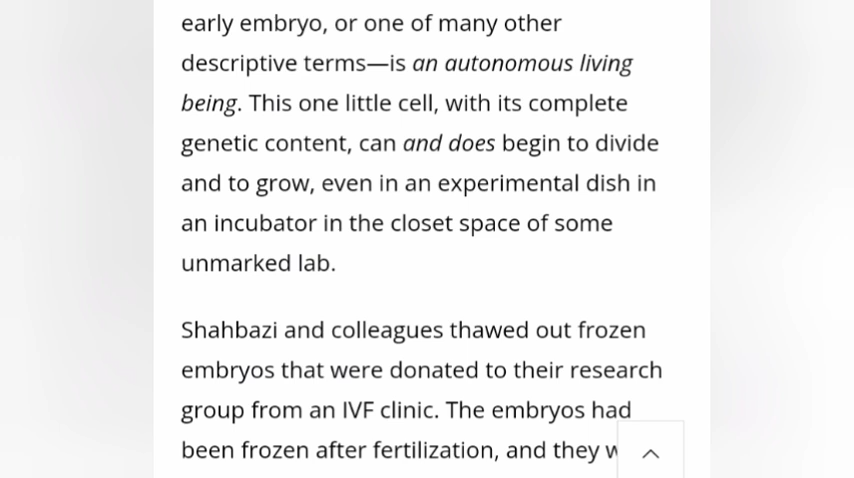 early embryo, or one of many other
descriptive terms—is an autonomous living
being. This one little cell, with its complete
genetic content, can and does begin to divide
and to grow, even in an experimental dish in
an incubator in the closet space of some
unmarked lab.
Shahbazi and colleagues thawed out frozen
embryos that were donated to their research
group from an IVF clinic. The embryos had
been frozen after fertilization, and they